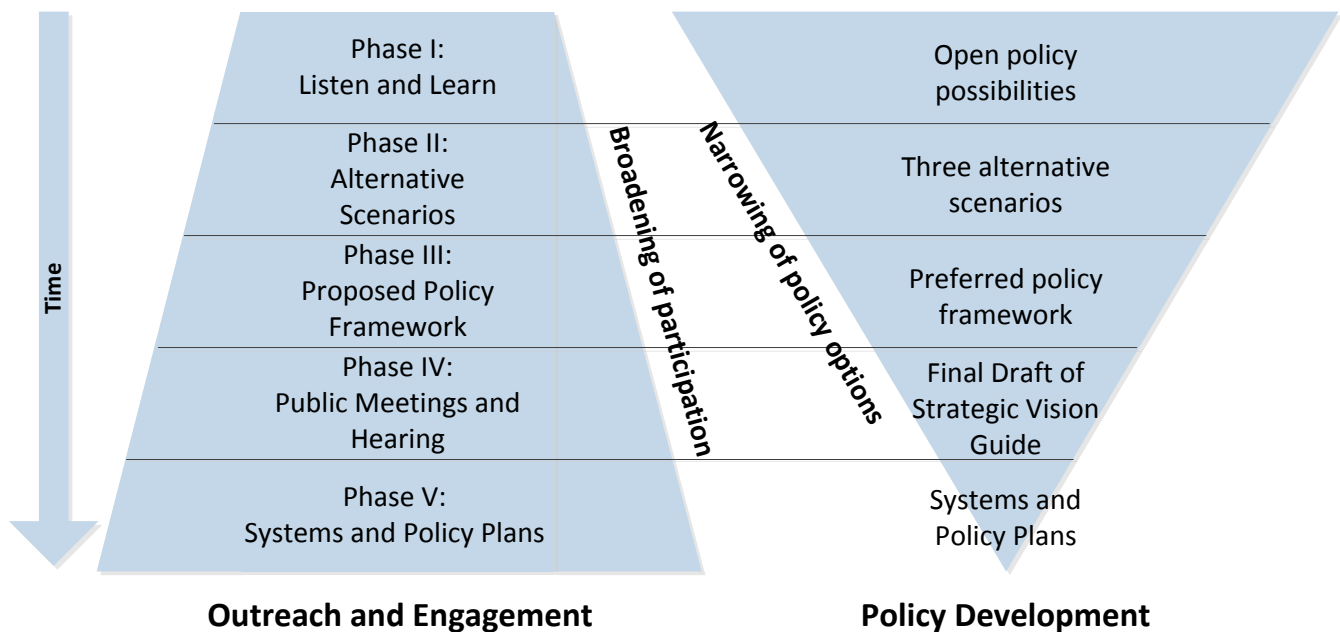 Time
Phase I:
Listen and Learn
Phase II:
Alternative
Scenarios
Phase III:
Proposed Policy
Framework
Phase IV:
Public Meetings and
Hearing
Phase V:
Systems and Policy Plans
Broadening of participation
Narrowing of policy options
Open policy
possibilities
Three alternative
scenarios
Preferred policy
framework
Final Draft of
Strategic Vision
Guide
Systems and
Policy Plans
Outreach and Engagement
Policy Development